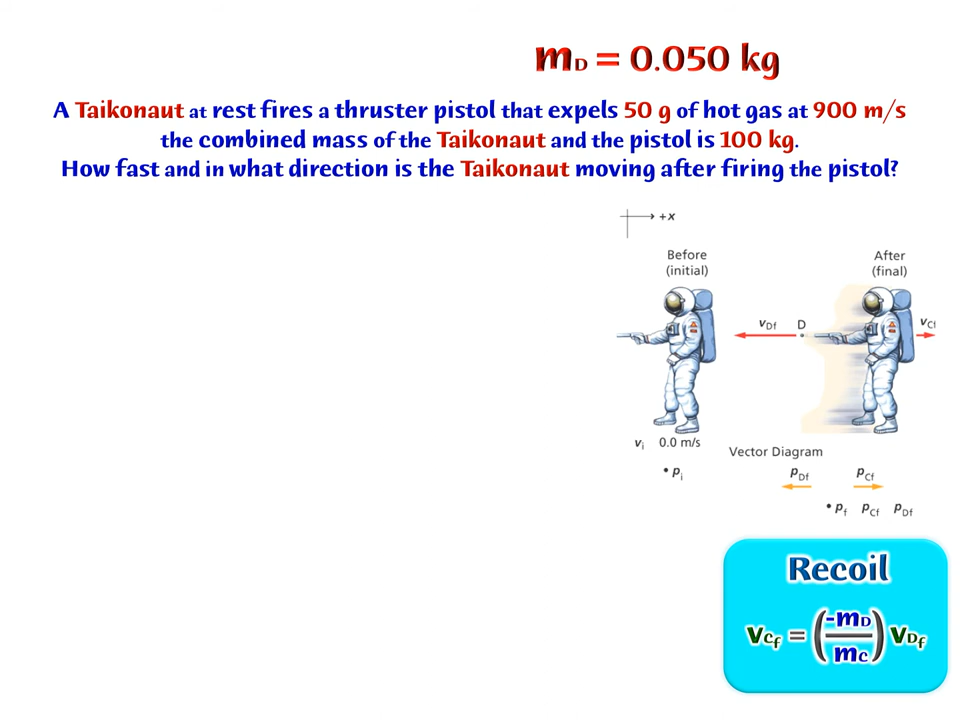 mD = 0.050 kg
A Taikonaut at rest fires a thruster pistol that expels 50 g of hot gas at 900 m/s
the combined mass of the Taikonaut and the pistol is 100 kg.
How fast and in what direction is the Taikonaut moving after firing the pistol?
+x
Before
(initial)
After
(final)
vDf
D
vCf
vi 0.0 m/s
Vector Diagram
• pi
pDf pCf
• pf pCf pDf
Recoil
vCf = (-mD/mC) vDf